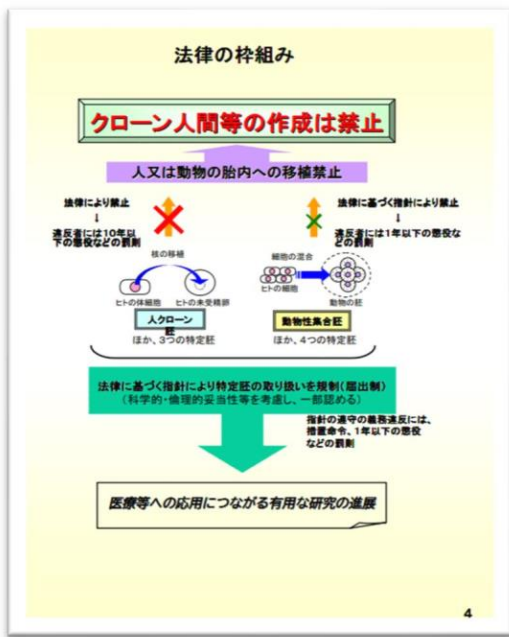 法律の枠組み
クローン人間等の作成は禁止
人又は動物の胎内への移植禁止
法律により禁止
↓
違反者には10年以
下の懲役などの罰則
法律に基づく指針により禁止
↓
違反者には1年以下の懲役な
どの罰則
核の移植
ヒトの体細胞
ヒトの未受精卵
人クローン
胚
ほか、3つの特定胚
細胞の混合
ヒトの細胞
動物の胚
動物性集合胚
ほか、4つの特定胚
法律に基づく指針により特定胚の取り扱いを規制(届出制)
(科学的・倫理的妥当性等を考慮し、一部認める)
指針の遵守の義務違反には、
措置命令、1年以下の懲役
などの罰則
医療等への応用につながる有用な研究の進展
4